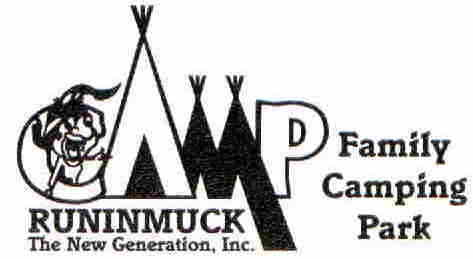 CAMP
RUNINMUCK
The New Generation, Inc.
Family
Camping
Park